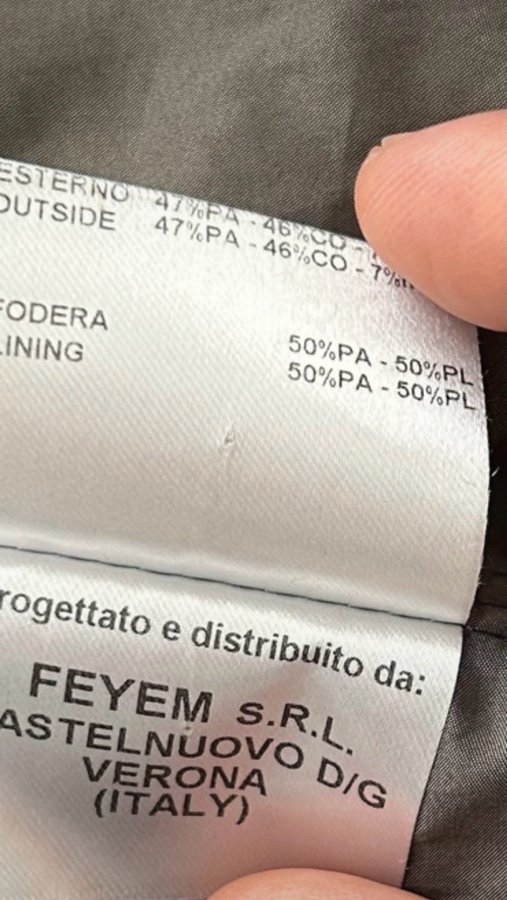 ESTERNO 47%PA - 46%CO -
OUTSIDE 47%PA - 46%CO - 7%
FODERA 50%PA - 50%PL
LINING 50%PA - 50%PL
rogettato e distribuito da:
FEYEM S.R.L.
ASTELNUOVO D/G
VERONA
(ITALY)